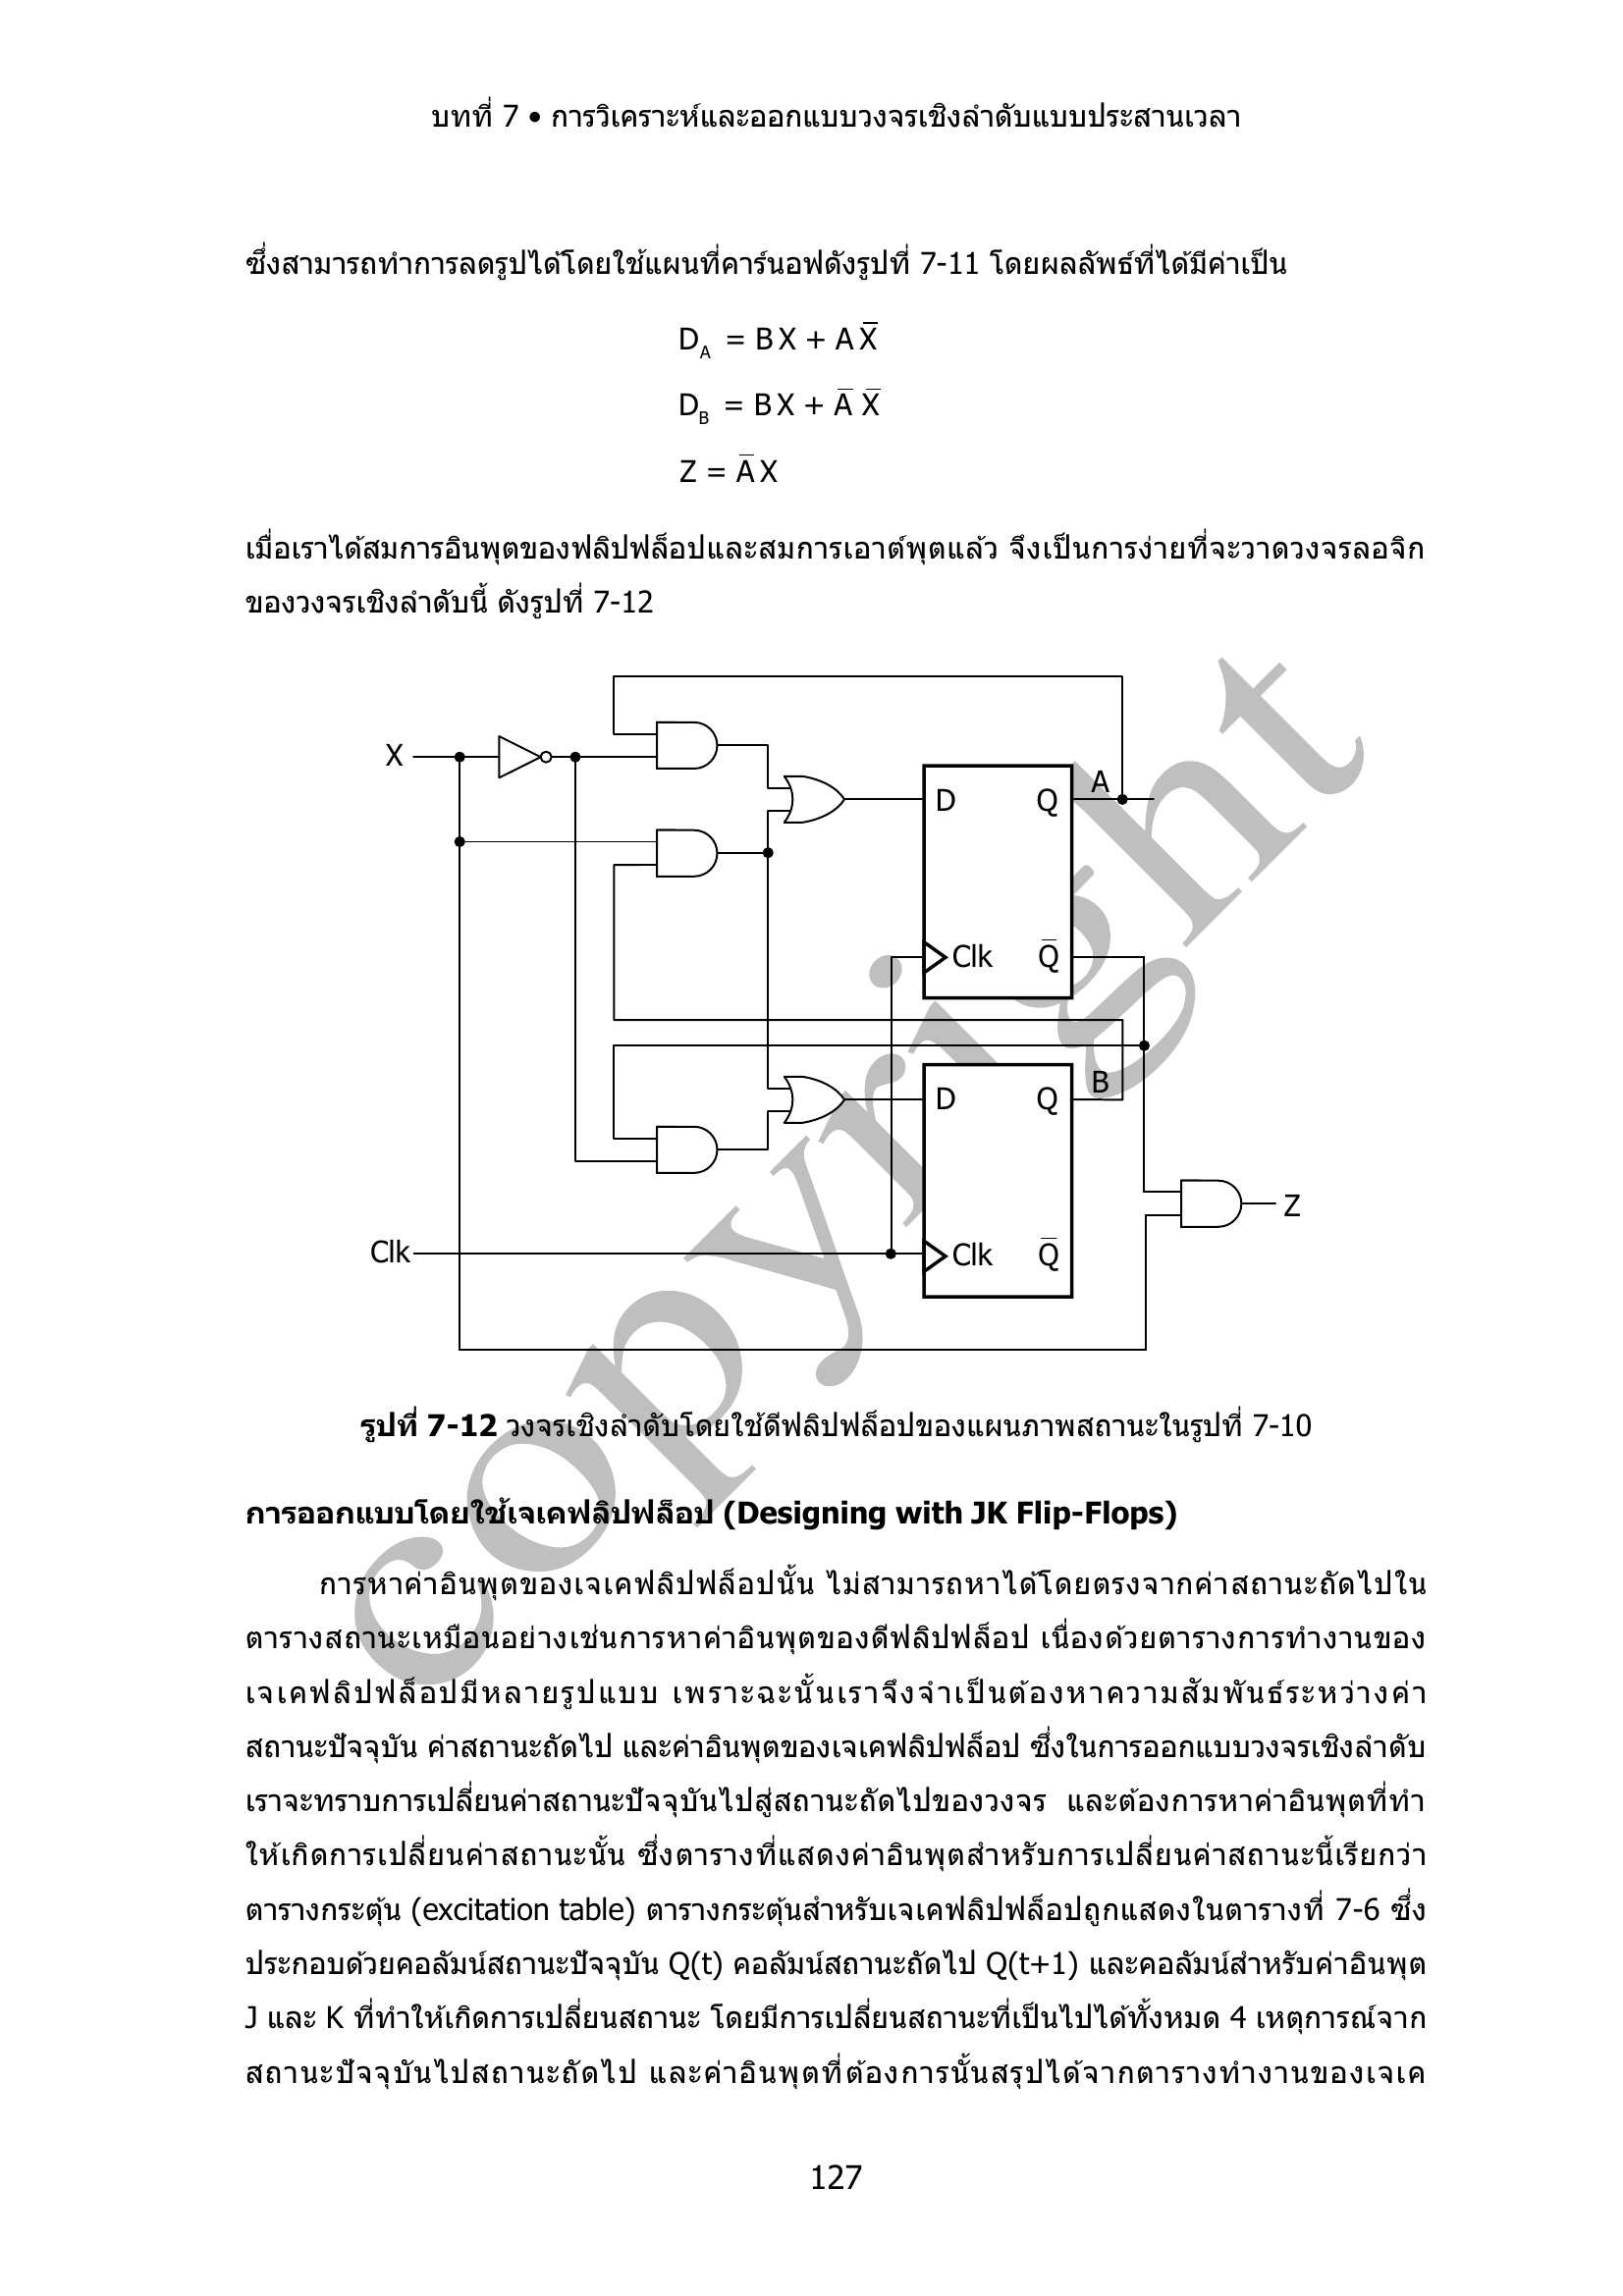 บทที่ 7 • การวิเคราะห์และออกแบบวงจรเชิงลำดับแบบประสานเวลา
ซึ่งสามารถทำการลดรูปได้โดยใช้แผนที่คาร์นอฟดังรูปที่ 7-11 โดยผลลัพธ์ที่ได้มีค่าเป็น
D_A = B X + A X̅
D_B = B X + A̅ X̅
Z = A̅ X
เมื่อเราได้สมการอินพุตของฟลิปฟล็อปและสมการเอาต์พุตแล้ว จึงเป็นการง่ายที่จะวาดวงจรลอจิก
ของวงจรเชิงลำดับนี้ ดังรูปที่ 7-12
X
D Q A
Clk Q̅
D Q B
Z
Clk
Clk Q̅
copyright
รูปที่ 7-12 วงจรเชิงลำดับโดยใช้ดีฟลิปฟล็อปของแผนภาพสถานะในรูปที่ 7-10
การออกแบบโดยใช้เจเคฟลิปฟล็อป (Designing with JK Flip-Flops)
การหาค่าอินพุตของเจเคฟลิปฟล็อปนั้น ไม่สามารถหาได้โดยตรงจากค่าสถานะถัดไปใน
ตารางสถานะเหมือนอย่างเช่นการหาค่าอินพุตของดีฟลิปฟล็อป เนื่องด้วยตารางการทำงานของ
เจเคฟลิปฟล็อปมีหลายรูปแบบ เพราะฉะนั้นเราจึงจำเป็นต้องหาความสัมพันธ์ระหว่างค่า
สถานะปัจจุบัน ค่าสถานะถัดไป และค่าอินพุตของเจเคฟลิปฟล็อป ซึ่งในการออกแบบวงจรเชิงลำดับ
เราจะทราบการเปลี่ยนค่าสถานะปัจจุบันไปสู่สถานะถัดไปของวงจร และต้องการหาค่าอินพุตที่ทำ
ให้เกิดการเปลี่ยนค่าสถานะนั้น ซึ่งตารางที่แสดงค่าอินพุตสำหรับการเปลี่ยนค่าสถานะนี้เรียกว่า
ตารางกระตุ้น (excitation table) ตารางกระตุ้นสำหรับเจเคฟลิปฟล็อปถูกแสดงในตารางที่ 7-6 ซึ่ง
ประกอบด้วยคอลัมน์สถานะปัจจุบัน Q(t) คอลัมน์สถานะถัดไป Q(t+1) และคอลัมน์สำหรับค่าอินพุต
J และ K ที่ทำให้เกิดการเปลี่ยนสถานะ โดยมีการเปลี่ยนสถานะที่เป็นไปได้ทั้งหมด 4 เหตุการณ์จาก
สถานะปัจจุบันไปสถานะถัดไป และค่าอินพุตที่ต้องการนั้นสรุปได้จากตารางทำงานของเจเค
127